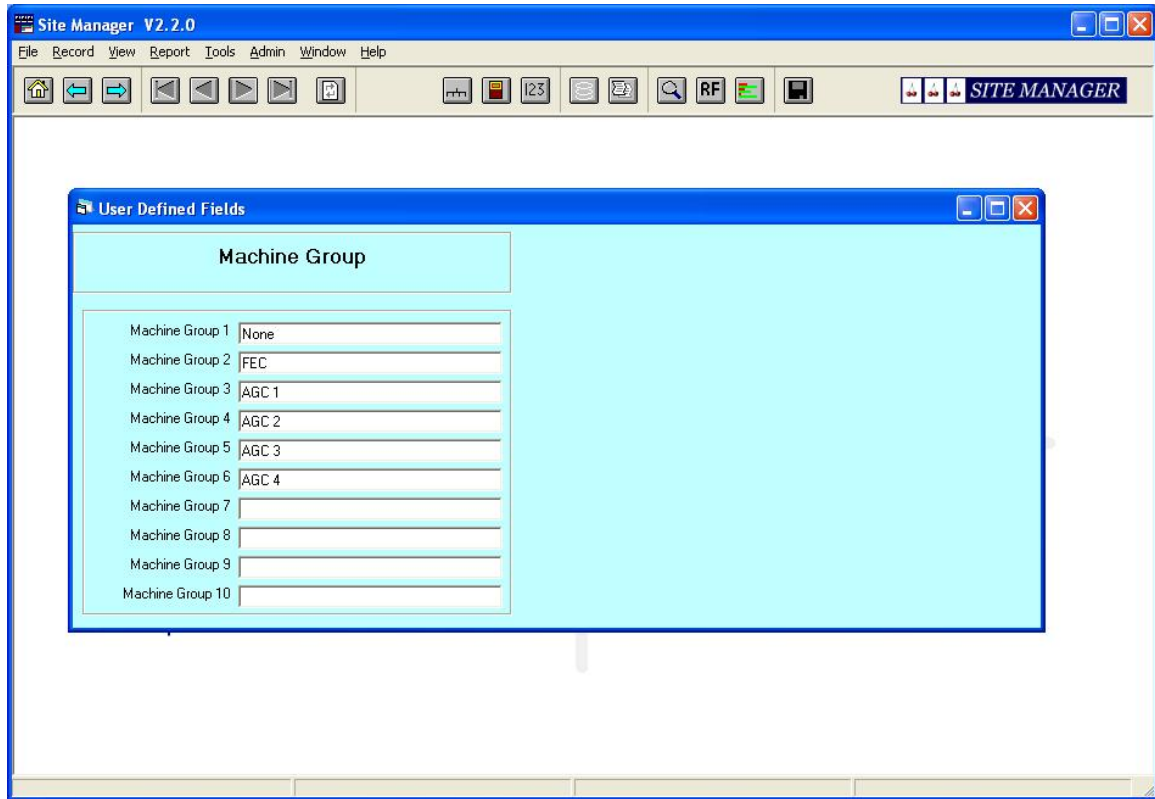 Site Manager V2.2.0
File Record View Report Tools Admin Window Help
123 RF SITE MANAGER
User Defined Fields
Machine Group
Machine Group 1 None
Machine Group 2 FEC
Machine Group 3 AGC 1
Machine Group 4 AGC 2
Machine Group 5 AGC 3
Machine Group 6 AGC 4
Machine Group 7
Machine Group 8
Machine Group 9
Machine Group 10